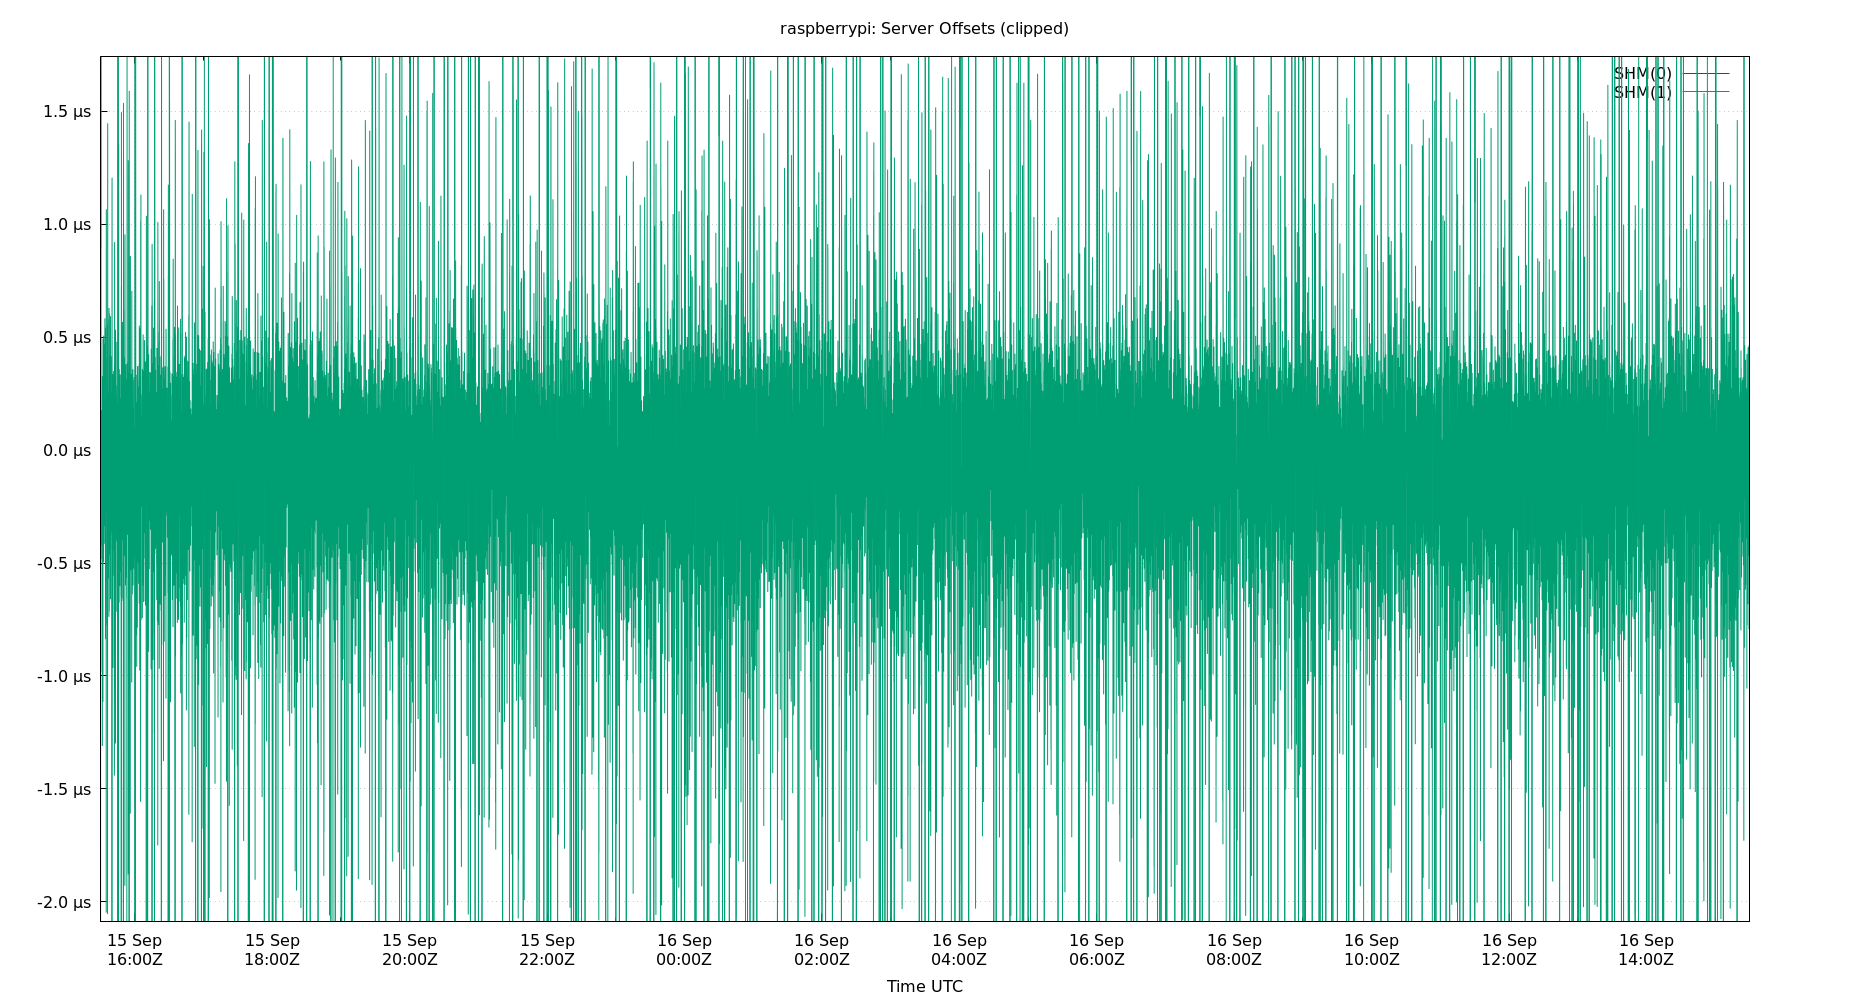 raspberrypi: Server Offsets (clipped)
SHM(0)
SHM(1)
1.5 µs
1.0 µs
0.5 µs
0.0 µs
-0.5 µs
-1.0 µs
-1.5 µs
-2.0 µs
15 Sep 15 Sep 15 Sep 15 Sep 16 Sep 16 Sep 16 Sep 16 Sep 16 Sep 16 Sep 16 Sep 16 Sep
16:00Z 18:00Z 20:00Z 22:00Z 00:00Z 02:00Z 04:00Z 06:00Z 08:00Z 10:00Z 12:00Z 14:00Z
Time UTC